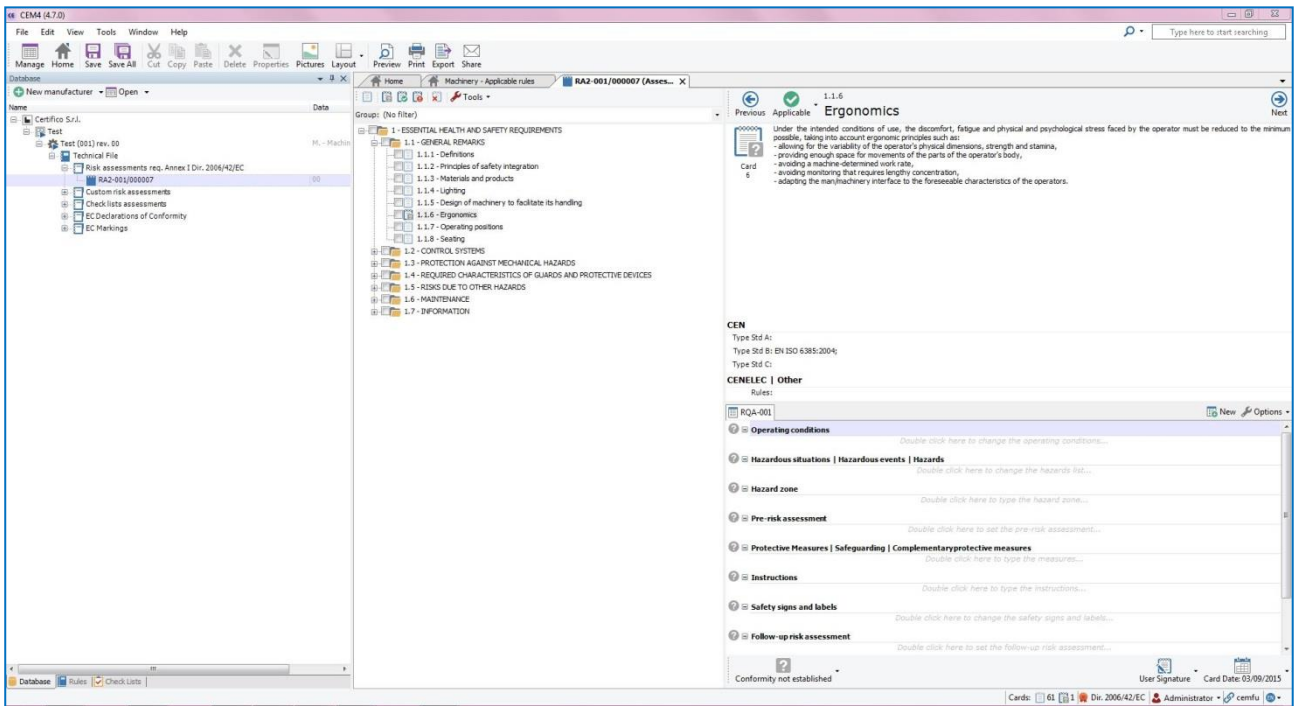 CEM4 (4.7.0)
File Edit View Tools Window Help
Type here to start searching
Manage Home Save Save All Cut Copy Paste Delete Properties Pictures Layout Preview Print Export Share
Database
New manufacturer Open
Name Data
Certifico S.r.l.
Test
Test (001) rev. 00 M. - Machin
Technical File
Risk assessments req. Annex I Dir. 2006/42/EC
RA2-001/000007 00
Custom risk assessments
Check lists assessments
EC Declarations of Conformity
EC Markings
Database Rules Check Lists
Home Machinery - Applicable rules RA2-001/000007 (Asses... X
Tools
Group: (No filter)
1 - ESSENTIAL HEALTH AND SAFETY REQUIREMENTS
1.1 - GENERAL REMARKS
1.1.1 - Definitions
1.1.2 - Principles of safety integration
1.1.3 - Materials and products
1.1.4 - Lighting
1.1.5 - Design of machinery to facilitate its handling
1.1.6 - Ergonomics
1.1.7 - Operating positions
1.1.8 - Seating
1.2 - CONTROL SYSTEMS
1.3 - PROTECTION AGAINST MECHANICAL HAZARDS
1.4 - REQUIRED CHARACTERISTICS OF GUARDS AND PROTECTIVE DEVICES
1.5 - RISKS DUE TO OTHER HAZARDS
1.6 - MAINTENANCE
1.7 - INFORMATION
Previous Applicable 1.1.6
Ergonomics
Next
Card
6
Under the intended conditions of use, the discomfort, fatigue and physical and psychological stress faced by the operator must be reduced to the minimum
possible, taking into account ergonomic principles such as:
- allowing for the variability of the operator's physical dimensions, strength and stamina,
- providing enough space for movements of the parts of the operator's body,
- avoiding a machine-determined work rate,
- avoiding monitoring that requires lengthy concentration,
- adapting the man/machinery interface to the foreseeable characteristics of the operators.
CEN
Type Std A:
Type Std B: EN ISO 6385:2004;
Type Std C:
CENELEC | Other
Rules:
RQA-001 New Options
Operating conditions
Double click here to change the operating conditions...
Hazardous situations | Hazardous events | Hazards
Double click here to change the hazards list...
Hazard zone
Double click here to type the hazard zone...
Pre-risk assessment
Double click here to set the pre-risk assessment...
Protective Measures | Safeguarding | Complementaryprotective measures
Double click here to type the measures...
Instructions
Double click here to type the instructions...
Safety signs and labels
Double click here to change the safety signs and labels...
Follow-up risk assessment
Double click here to set the follow-up risk assessment...
Conformity not established User Signature Card Date: 03/09/2015
Cards: 61 1 Dir. 2006/42/EC Administrator cemfu